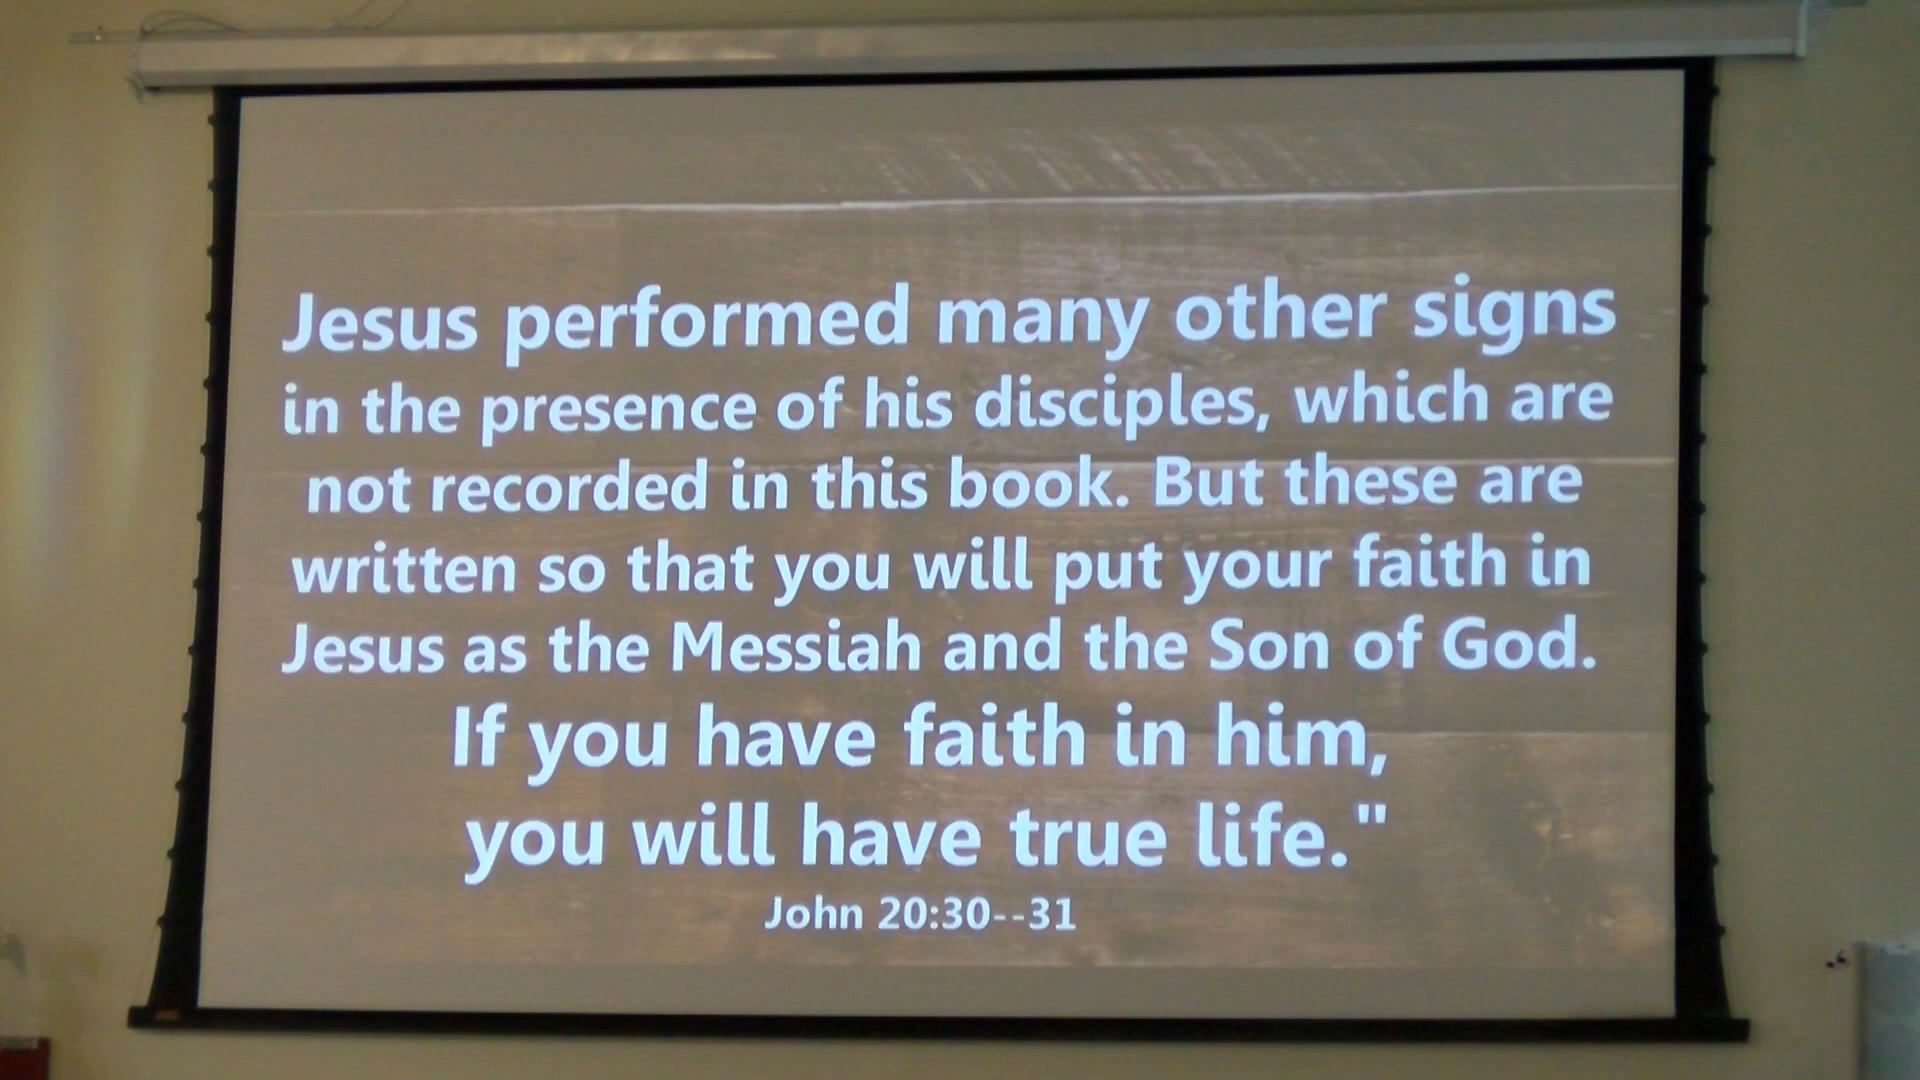 Jesus performed many other signs
in the presence of his disciples, which are
not recorded in this book. But these are
written so that you will put your faith in
Jesus as the Messiah and the Son of God.
If you have faith in him,
you will have true life."
John 20:30--31